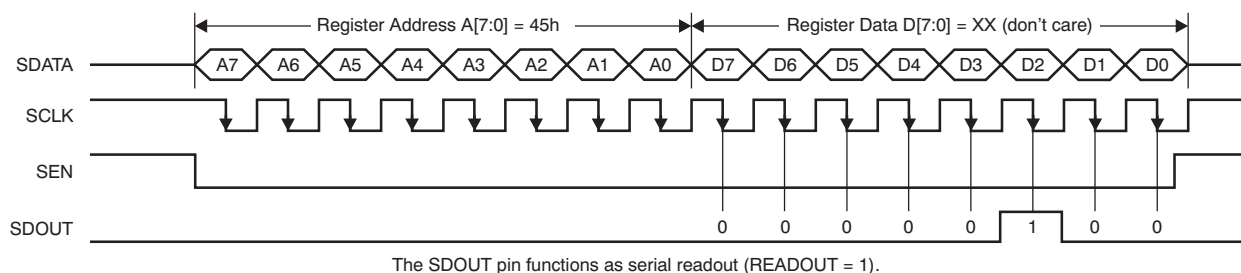 Register Address A[7:0] = 45h Register Data D[7:0] = XX (don't care)
SDATA A7 A6 A5 A4 A3 A2 A1 A0 D7 D6 D5 D4 D3 D2 D1 D0
SCLK
SEN
SDOUT 0 0 0 0 0 1 0 0
The SDOUT pin functions as serial readout (READOUT = 1).